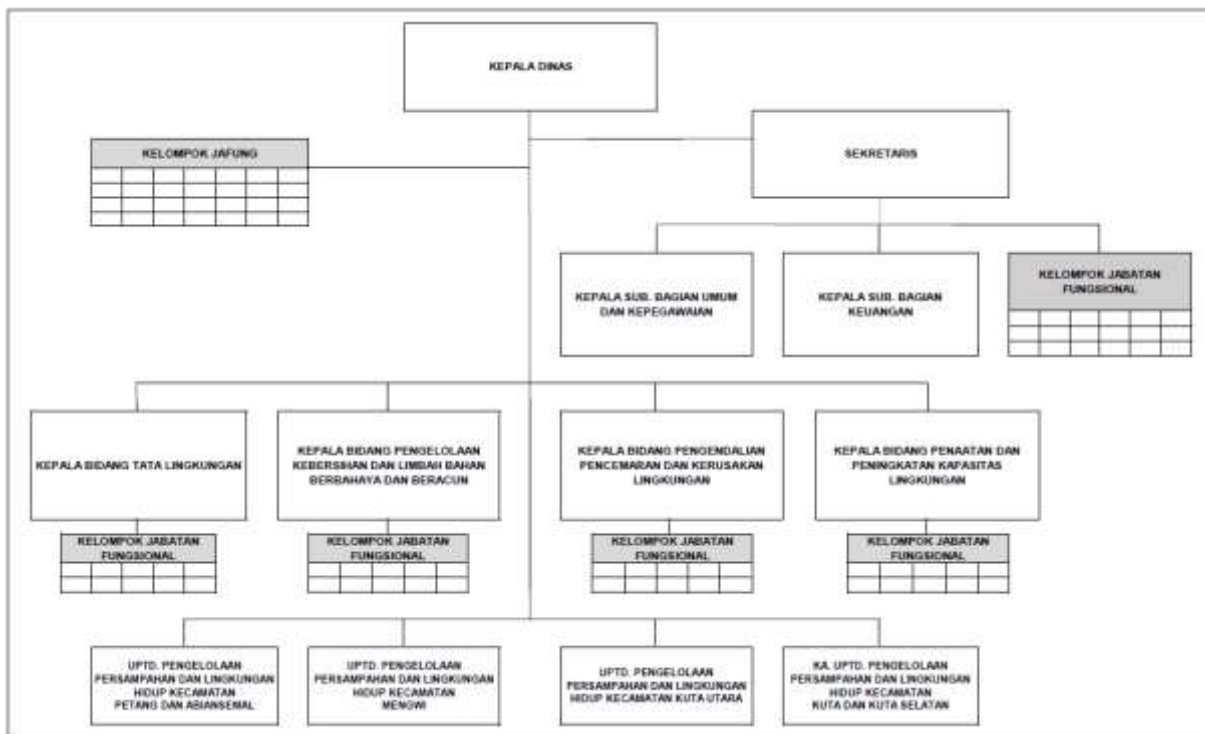 KEPALA DINAS
KELOMPOK JAFUNG
SEKRETARIS
KEPALA SUB. BAGIAN UMUM
DAN KEPEGAWAIAN
KEPALA SUB. BAGIAN
KEUANGAN
KELOMPOK JABATAN
FUNGSIONAL
KEPALA BIDANG TATA LINGKUNGAN
KEPALA BIDANG PENGELOLAAN
KEBERSIHAN DAN LIMBAH BAHAN
BERBAHAYA DAN BERACUN
KEPALA BIDANG PENGENDALIAN
PENCEMARAN DAN KERUSAKAN
LINGKUNGAN
KEPALA BIDANG PENAATAN DAN
PENINGKATAN KAPASITAS
LINGKUNGAN
KELOMPOK JABATAN
FUNGSIONAL
KELOMPOK JABATAN
FUNGSIONAL
KELOMPOK JABATAN
FUNGSIONAL
KELOMPOK JABATAN
FUNGSIONAL
UPTD. PENGELOLAAN
PERSAMPAHAN DAN LINGKUNGAN
HIDUP KECAMATAN
PETANG DAN ABIANSEMAL
UPTD. PENGELOLAAN
PERSAMPAHAN DAN LINGKUNGAN
HIDUP KECAMATAN
MENGWI
UPTD. PENGELOLAAN
PERSAMPAHAN DAN LINGKUNGAN
HIDUP KECAMATAN KUTA UTARA
KA. UPTD. PENGELOLAAN
PERSAMPAHAN DAN LINGKUNGAN
HIDUP KECAMATAN
KUTA DAN KUTA SELATAN